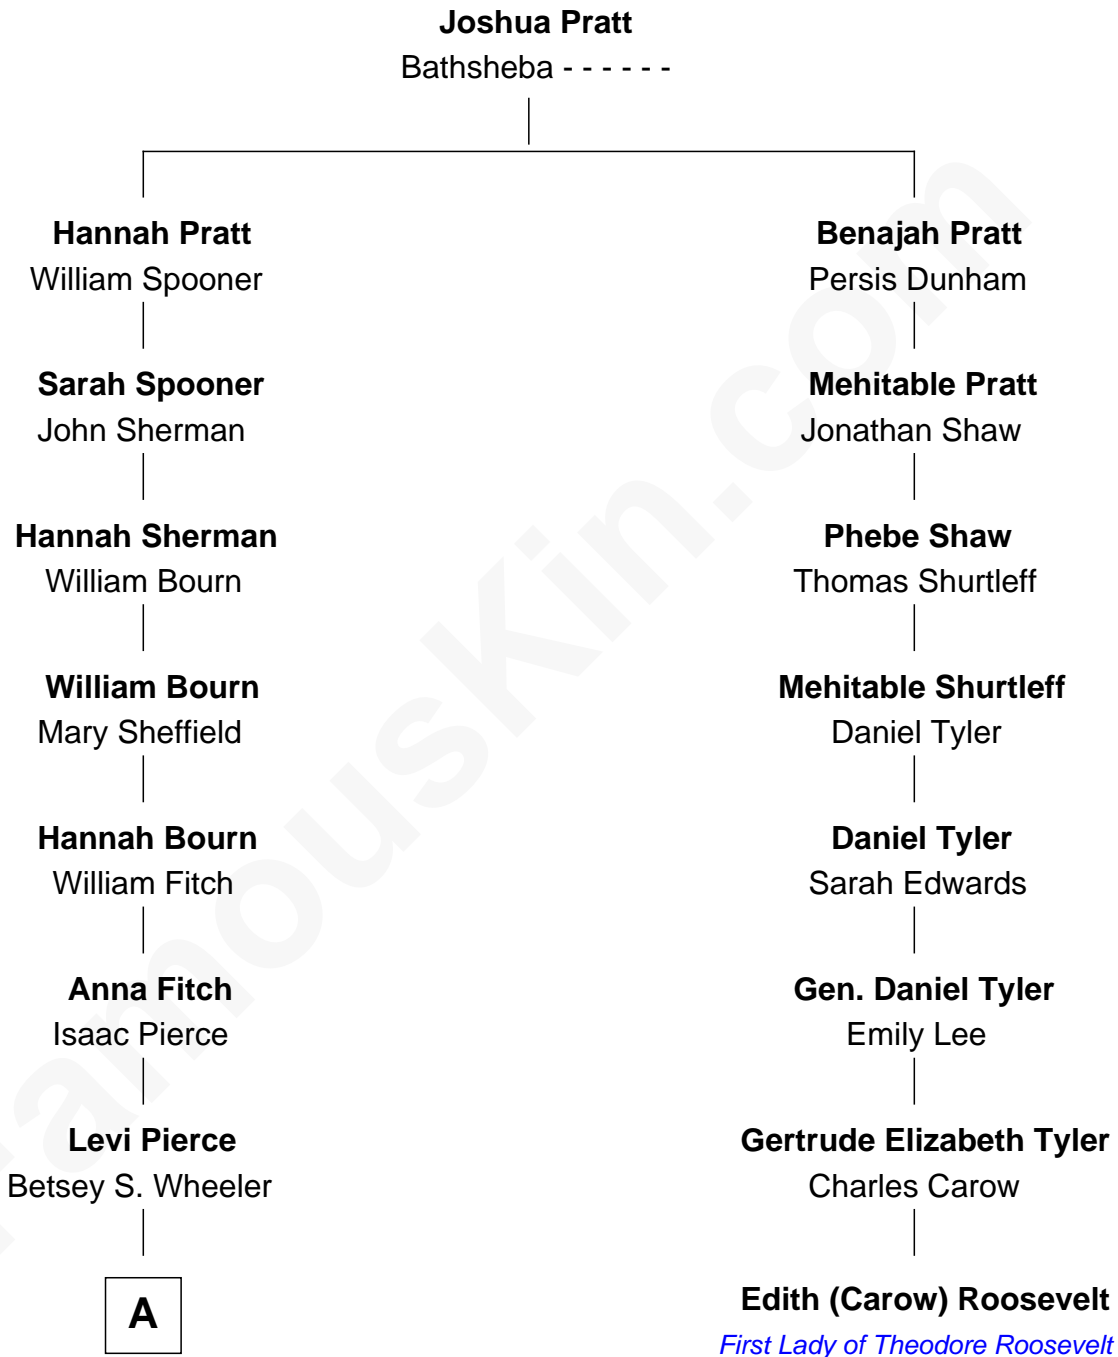 Joshua Pratt
Bathsheba - - - - - -
Hannah Pratt
William Spooner
Benajah Pratt
Persis Dunham
Sarah Spooner
John Sherman
Mehitable Pratt
Jonathan Shaw
Hannah Sherman
William Bourn
Phebe Shaw
Thomas Shurtleff
William Bourn
Mary Sheffield
Mehitable Shurtleff
Daniel Tyler
Hannah Bourn
William Fitch
Daniel Tyler
Sarah Edwards
Anna Fitch
Isaac Pierce
Gen. Daniel Tyler
Emily Lee
Levi Pierce
Betsey S. Wheeler
Gertrude Elizabeth Tyler
Charles Carow
A
Edith (Carow) Roosevelt
First Lady of Theodore Roosevelt
FamousKin.com